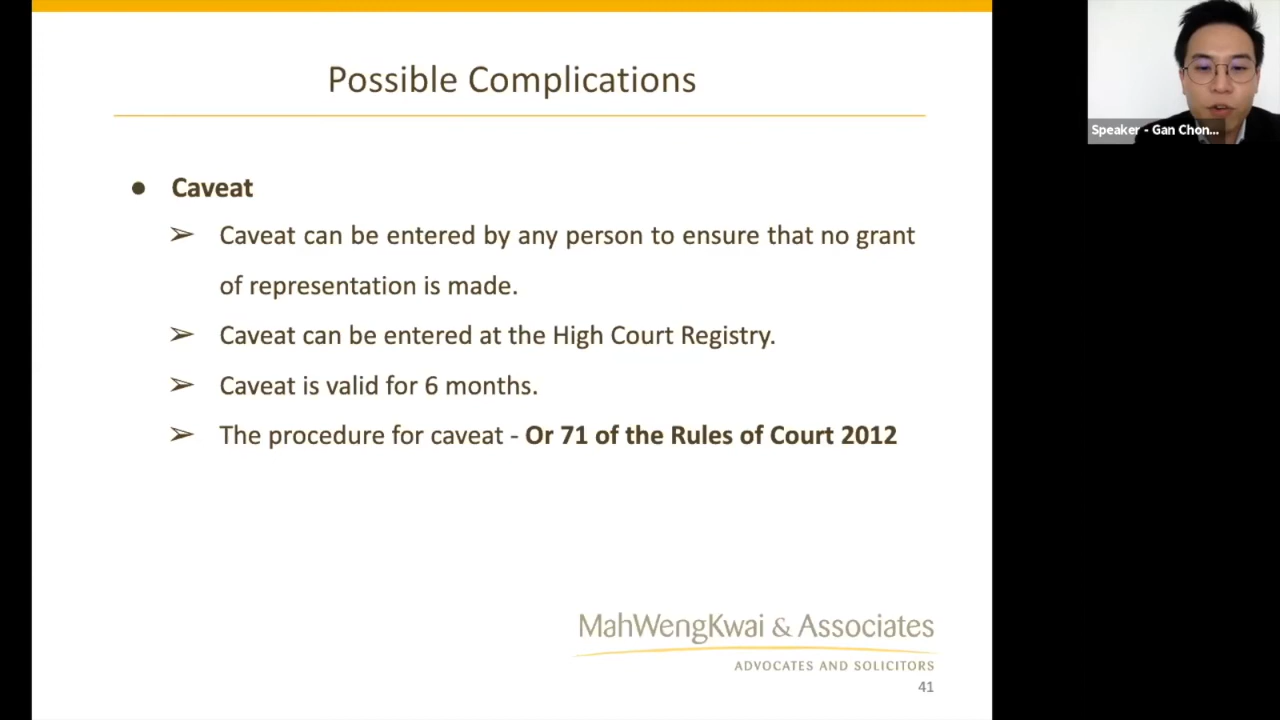 Possible Complications
● Caveat
➢ Caveat can be entered by any person to ensure that no grant
of representation is made.
➢ Caveat can be entered at the High Court Registry.
➢ Caveat is valid for 6 months.
➢ The procedure for caveat - Or 71 of the Rules of Court 2012
MahWengKwai & Associates
ADVOCATES AND SOLICITORS
41
Speaker - Gan Chon...